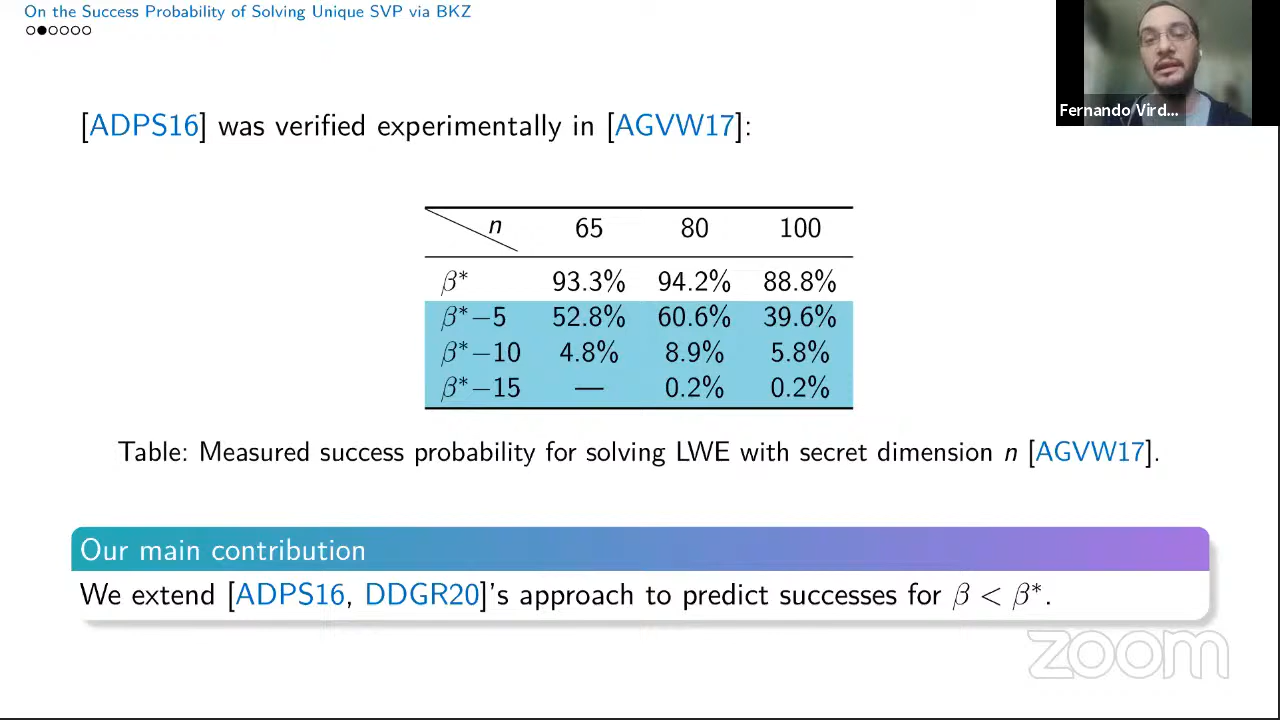 On the Success Probability of Solving Unique SVP via BKZ
Fernando Vird...
[ADPS16] was verified experimentally in [AGVW17]:
n 65 80 100
β* 93.3% 94.2% 88.8%
β*−5 52.8% 60.6% 39.6%
β*−10 4.8% 8.9% 5.8%
β*−15 — 0.2% 0.2%
Table: Measured success probability for solving LWE with secret dimension n [AGVW17].
Our main contribution
We extend [ADPS16, DDGR20]'s approach to predict successes for β < β*.
zoom